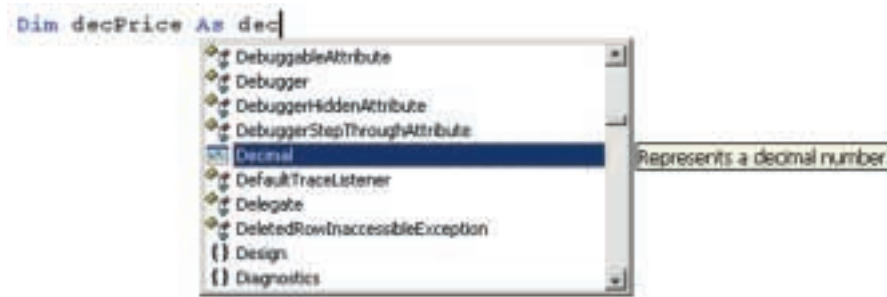 Dim decPrice As dec
DebuggableAttribute
Debugger
DebuggerHiddenAttribute
DebuggerStepThroughAttribute
Decimal
Represents a decimal number.
DefaultTraceListener
Delegate
DeletedRowInaccessibleException
{} Design
{} Diagnostics